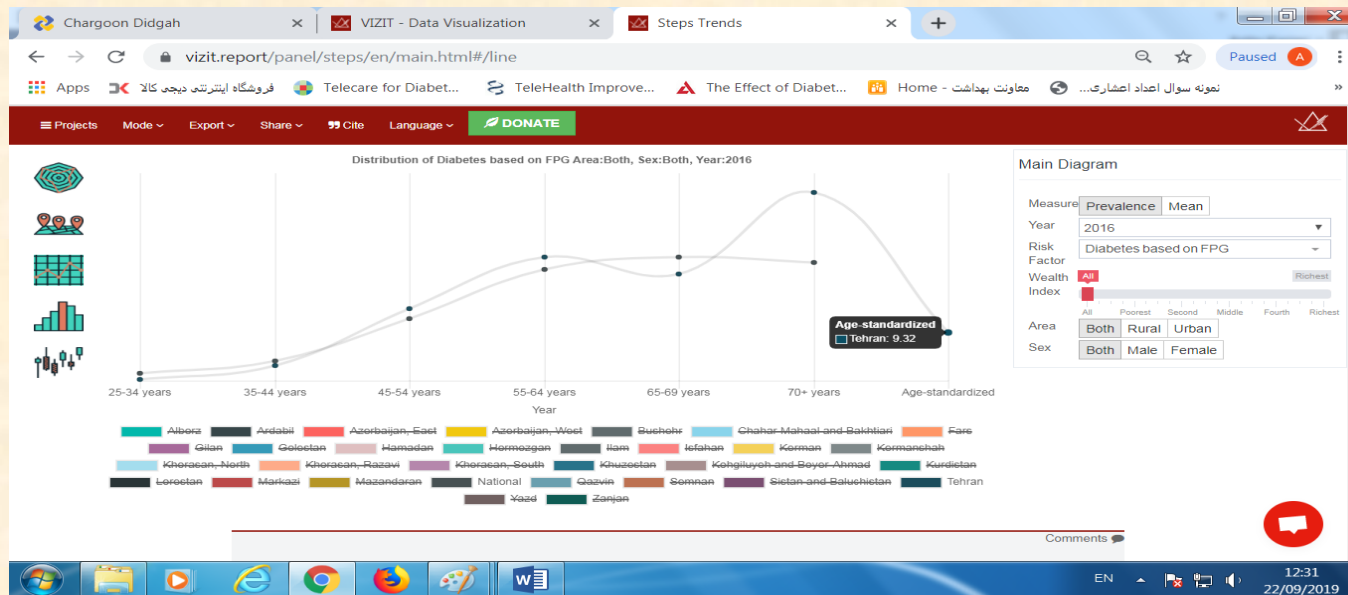 Chargoon Didgah
VIZIT - Data Visualization
Steps Trends
vizit.report/panel/steps/en/main.html#/line
Paused A
Apps فروشگاه اینترنتی دیجی کالا Telecare for Diabet... TeleHealth Improve... The Effect of Diabet... Home - معاونت بهداشت نمونه سوال اعداد اعشاری... »
Projects Mode Export Share Cite Language DONATE
Distribution of Diabetes based on FPG Area:Both, Sex:Both, Year:2016
Age-standardized
Tehran: 9.32
25-34 years 35-44 years 45-54 years 55-64 years 65-69 years 70+ years Age-standardized
Year
Alborz Ardabil Azerbaijan, East Azerbaijan, West Bushehr Chahar Mahaal and Bakhtiari Fars
Gilan Golestan Hamadan Hormozgan Ilam Isfahan Kerman Kermanshah
Khorasan, North Khorasan, Razavi Khorasan, South Khuzestan Kohgiluyeh and Boyer-Ahmad Kurdistan
Lorestan Markazi Mazandaran National Qazvin Semnan Sistan and Baluchistan Tehran
Yazd Zanjan
Main Diagram
Measure Prevalence Mean
Year 2016
Risk Factor Diabetes based on FPG
Wealth Index All Richest
All Poorest Second Middle Fourth Richest
Area Both Rural Urban
Sex Both Male Female
Comments
EN
12:31
22/09/2019